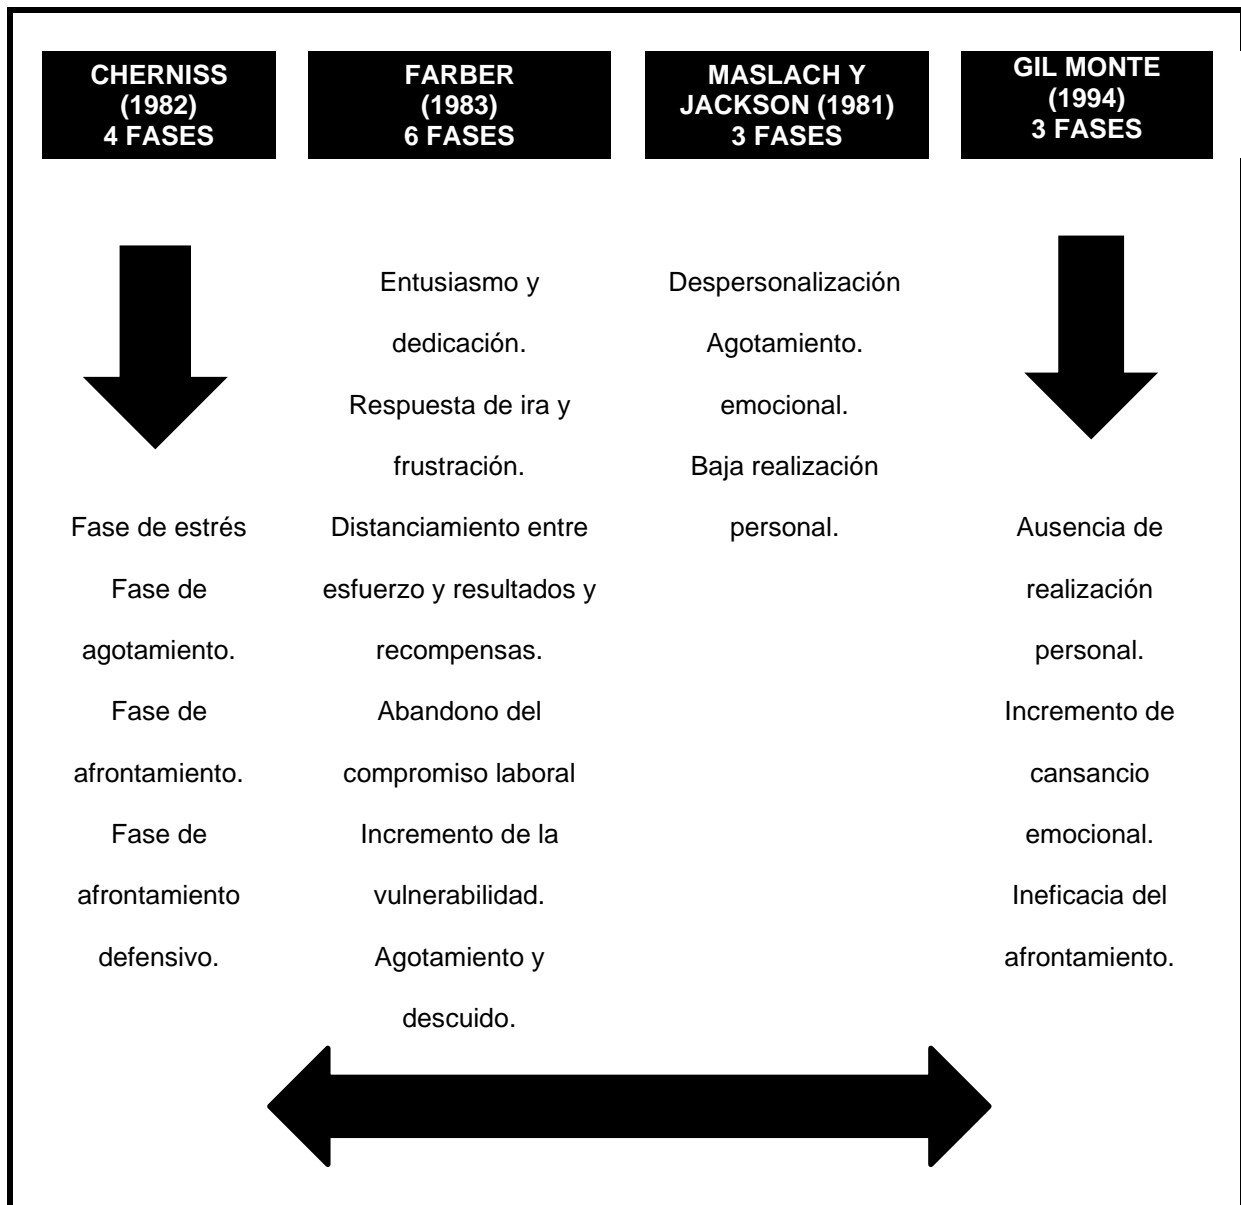 CHERNISS
(1982)
4 FASES
FARBER
(1983)
6 FASES
MASLACH Y
JACKSON (1981)
3 FASES
GIL MONTE
(1994)
3 FASES
Fase de estrés
Fase de
agotamiento.
Fase de
afrontamiento.
Fase de
afrontamiento
defensivo.
Entusiasmo y
dedicación.
Respuesta de ira y
frustración.
Distanciamiento entre
esfuerzo y resultados y
recompensas.
Abandono del
compromiso laboral
Incremento de la
vulnerabilidad.
Agotamiento y
descuido.
Despersonalización
Agotamiento.
emocional.
Baja realización
personal.
Ausencia de
realización
personal.
Incremento de
cansancio
emocional.
Ineficacia del
afrontamiento.